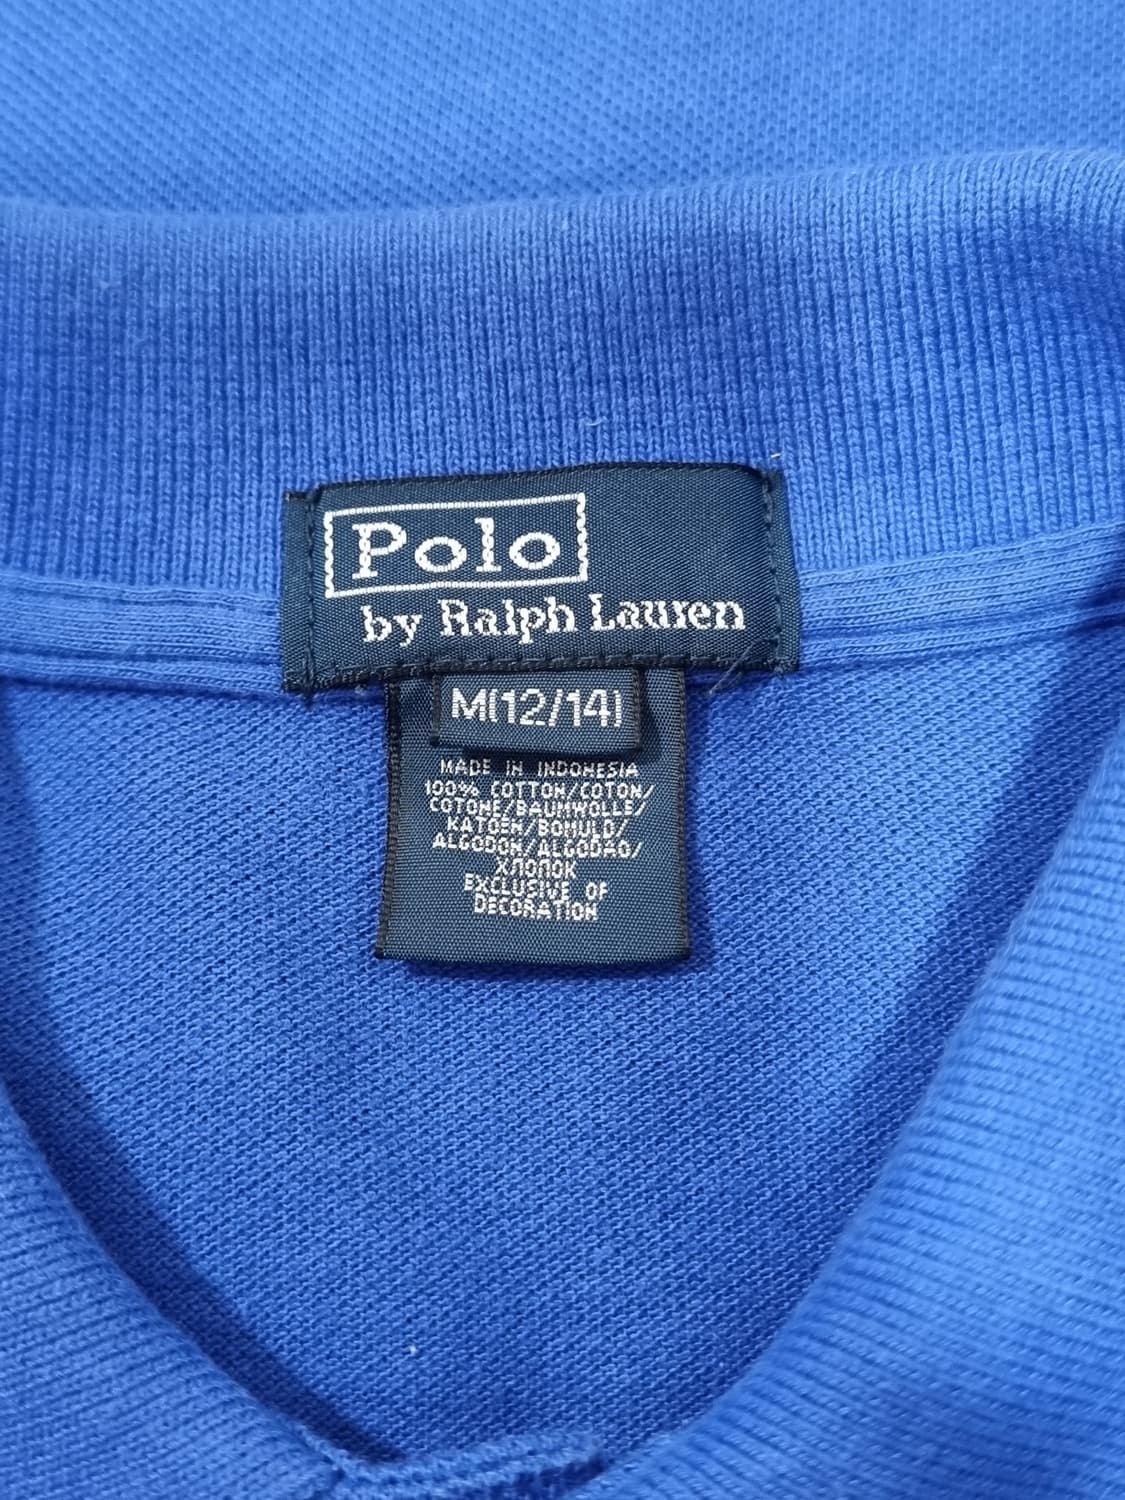 Polo
by Ralph Lauren
M(12/14)
MADE IN INDONESIA
100% COTTON/COTON/
COTONE/BAUMWOLLE/
KATOEN/BOMULD/
ALGODON/ALGODAO/
ХЛОПОК
EXCLUSIVE OF
DECORATION